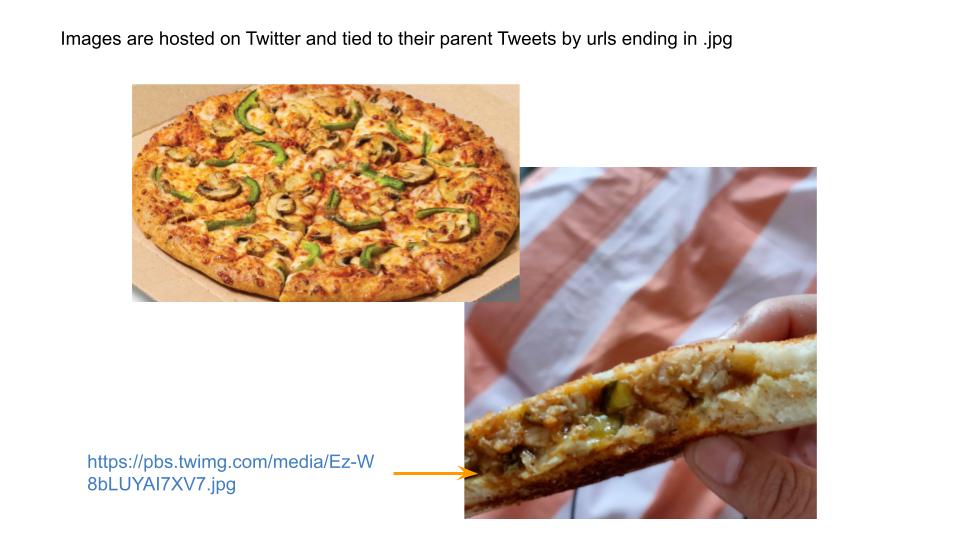 Images are hosted on Twitter and tied to their parent Tweets by urls ending in .jpg
https://pbs.twimg.com/media/Ez-W
8bLUYAI7XV7.jpg